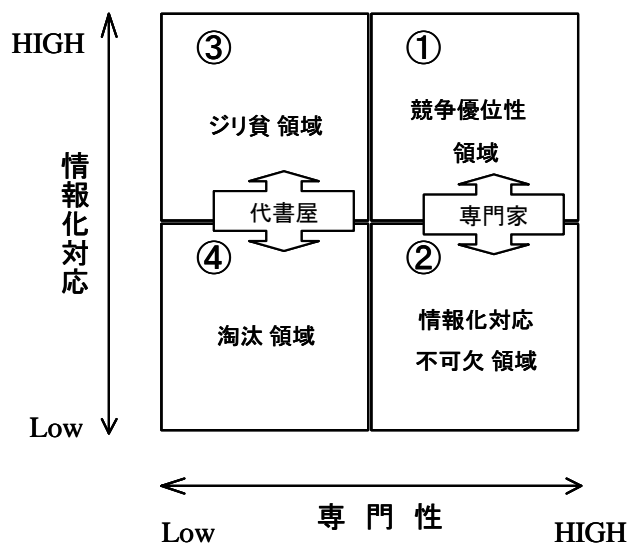 HIGH
③
①
ジリ貧 領域
競争優位性
領域
情報化対応
代書屋
専門家
④
②
淘汰 領域
情報化対応
不可欠 領域
Low
専 門 性
Low
HIGH